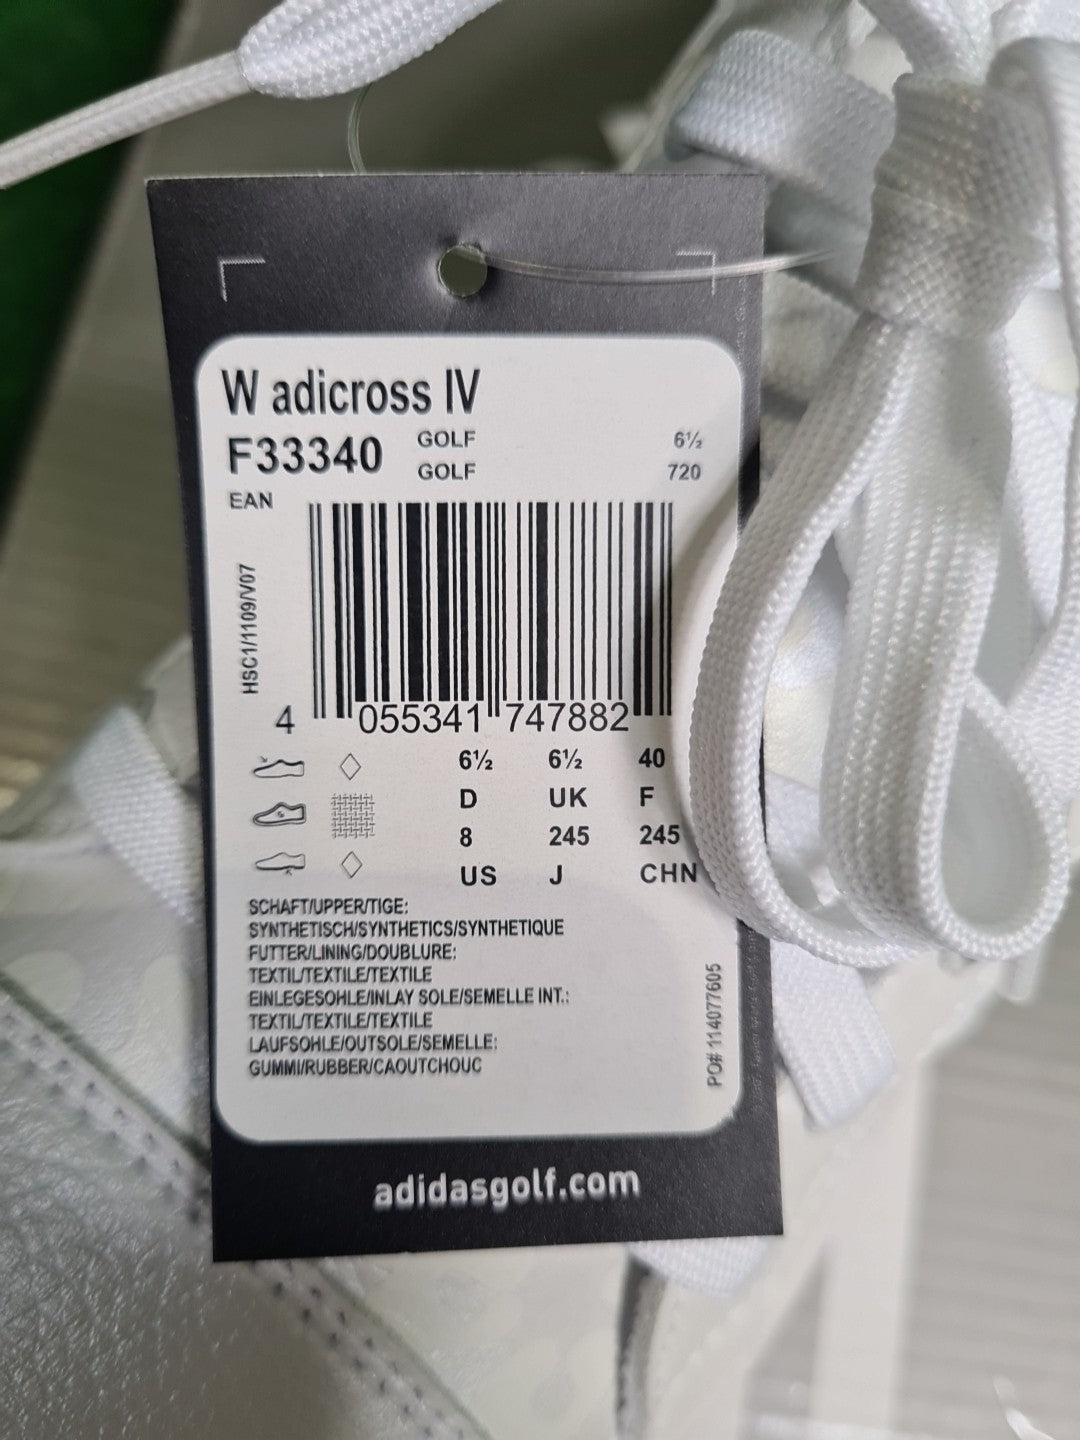 W adicross IV
F33340 GOLF 6½
GOLF 720
EAN
HSC1/1109/V07
4 055341 747882
6½ 6½ 40
D UK F
8 245 245
US J CHN
SCHAFT/UPPER/TIGE:
SYNTHETISCH/SYNTHETICS/SYNTHETIQUE
FUTTER/LINING/DOUBLURE:
TEXTIL/TEXTILE/TEXTILE
EINLEGESOHLE/INLAY SOLE/SEMELLE INT.:
TEXTIL/TEXTILE/TEXTILE
LAUFSOHLE/OUTSOLE/SEMELLE:
GUMMI/RUBBER/CAOUTCHOUC
PO# 114077605
adidasgolf.com